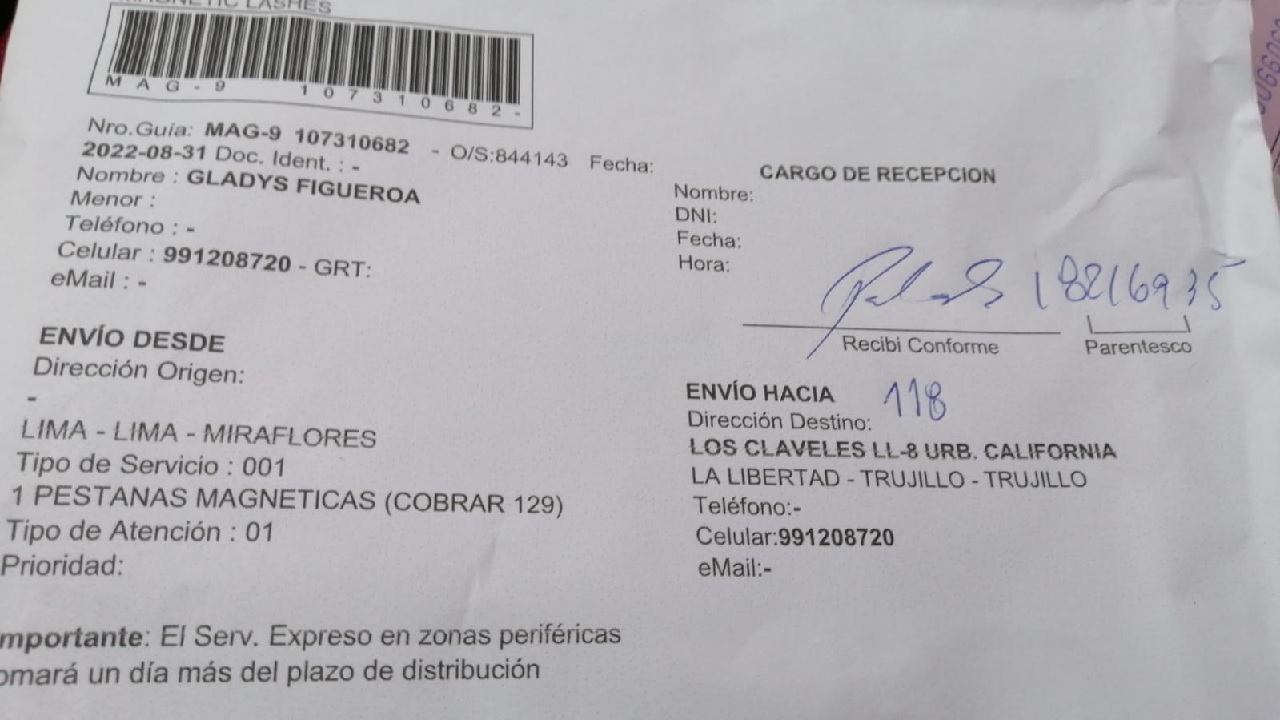 MAGNETIC LASHES
MAG-9 107310682-
Nro.Guía: MAG-9 107310682 - O/S:844143 Fecha:
2022-08-31 Doc. Ident. : -
Nombre : GLADYS FIGUEROA
Menor :
Teléfono : -
Celular : 991208720 - GRT:
eMail : -
ENVÍO DESDE
Dirección Origen:
-
LIMA - LIMA - MIRAFLORES
Tipo de Servicio : 001
1 PESTANAS MAGNETICAS (COBRAR 129)
Tipo de Atención : 01
Prioridad:
mportante: El Serv. Expreso en zonas periféricas
omará un día más del plazo de distribución
CARGO DE RECEPCION
Nombre:
DNI:
Fecha:
Hora:
18216935
Recibi Conforme Parentesco
ENVÍO HACIA 118
Dirección Destino:
LOS CLAVELES LL-8 URB. CALIFORNIA
LA LIBERTAD - TRUJILLO - TRUJILLO
Teléfono:-
Celular:991208720
eMail:-